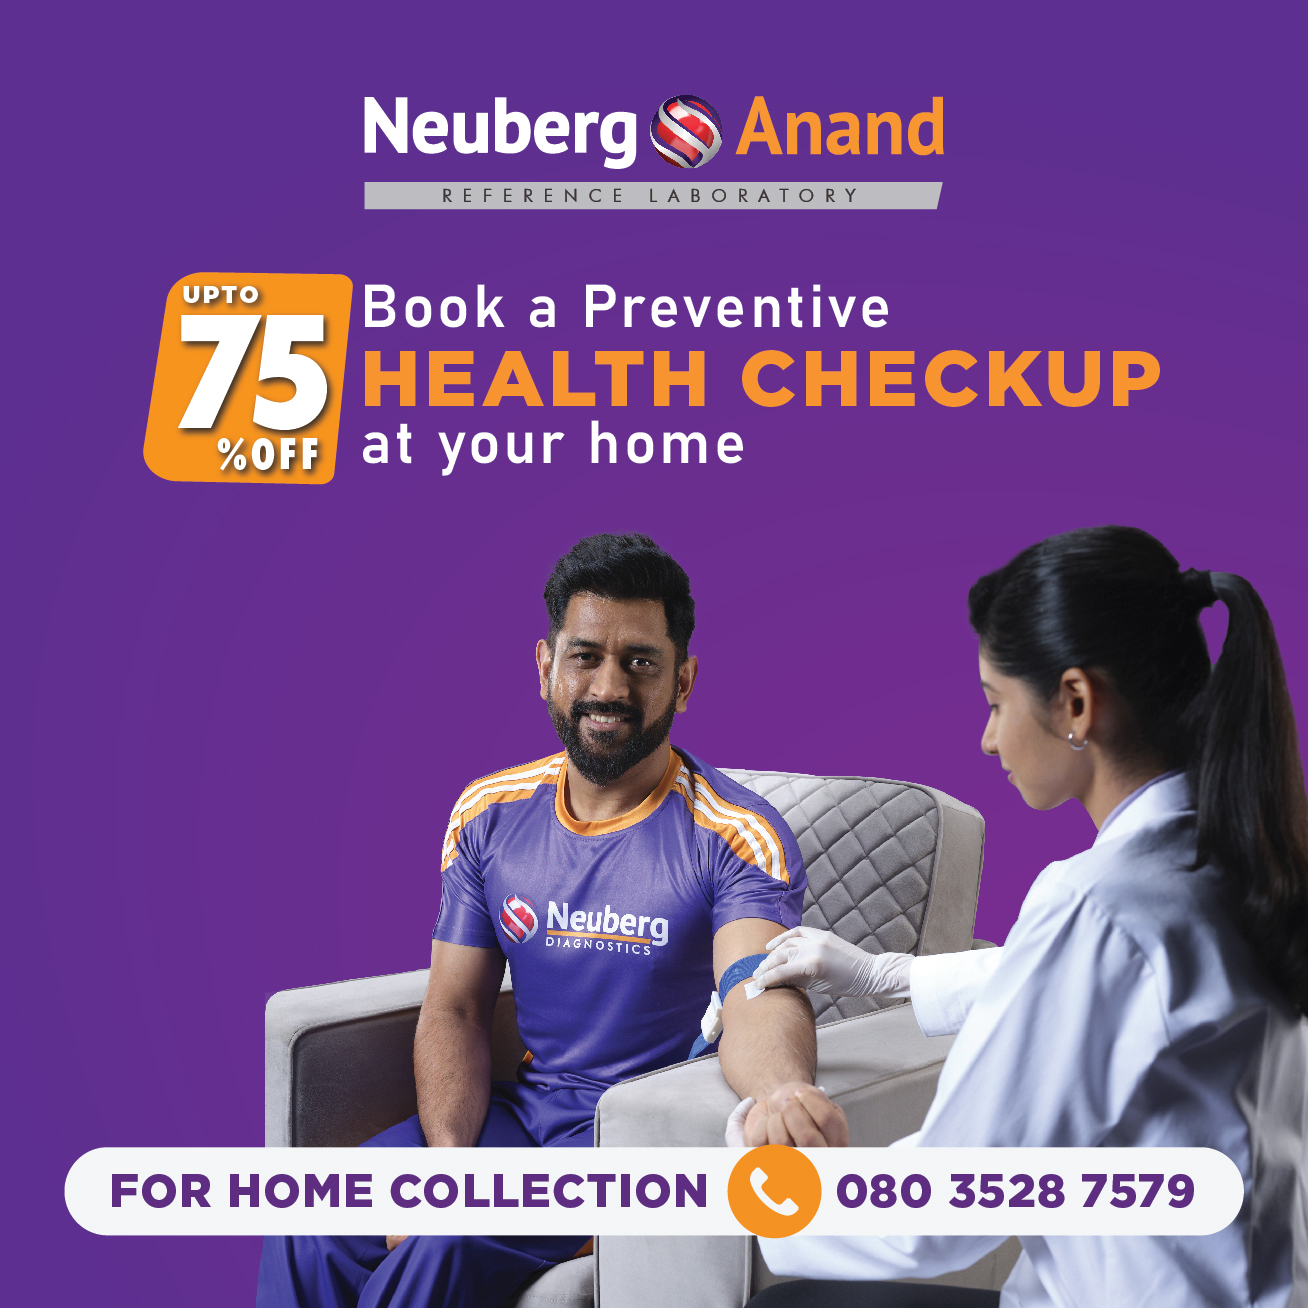 Neuberg Anand
REFERENCE LABORATORY
UPTO
75
%OFF
Book a Preventive
HEALTH CHECKUP
at your home
Neuberg
DIAGNOSTICS
FOR HOME COLLECTION 080 3528 7579